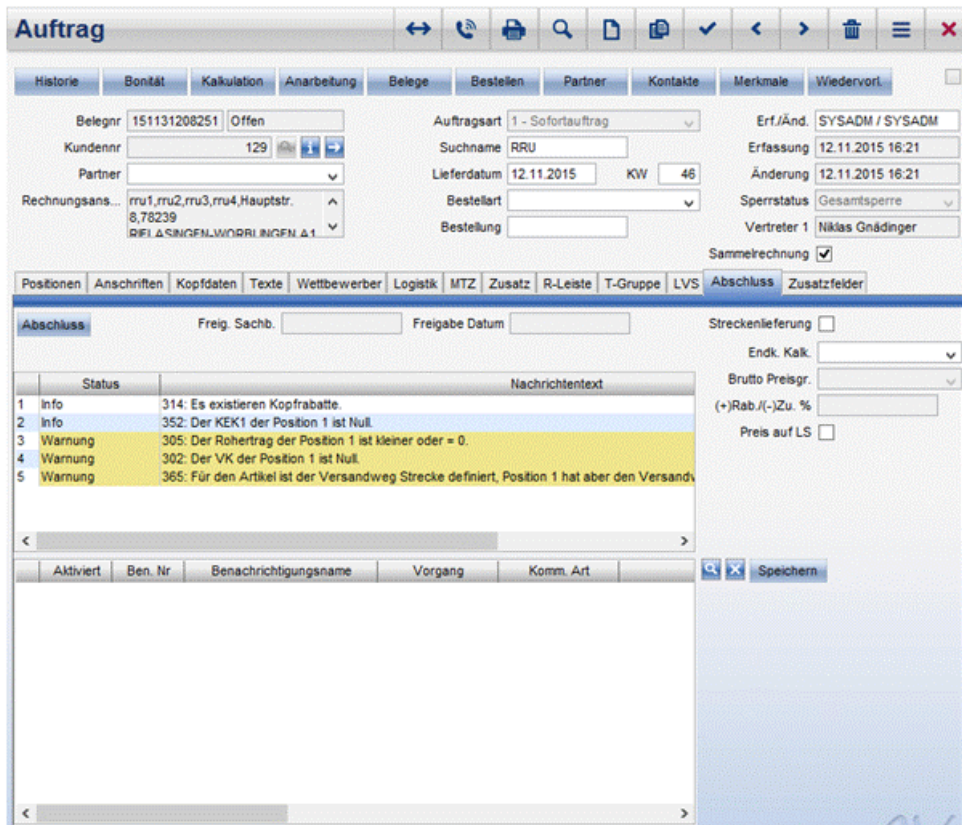 Auftrag
Historie Bonität Kalkulation Anarbeitung Belege Bestellen Partner Kontakte Merkmale Wiedervorl.
Belegnr 151131208251 Offen Auftragsart 1 - Sofortauftrag Erf./Änd. SYSADM / SYSADM
Kundennr 129 Suchname RRU Erfassung 12.11.2015 16:21
Partner Lieferdatum 12.11.2015 KW 46 Änderung 12.11.2015 16:21
Rechnungsans... rru1,rru2,rru3,rru4,Hauptstr. Bestellart Sperrstatus Gesamtsperre
8,78239
RIELASINGEN-WORBLINGEN,A1 Bestellung Vertreter 1 Niklas Gnädinger
Sammelrechnung
Positionen Anschriften Kopfdaten Texte Wettbewerber Logistik MTZ Zusatz R-Leiste T-Gruppe LVS Abschluss Zusatzfelder
Abschluss Freig. Sachb. Freigabe Datum Streckenlieferung
Endk. Kalk.
Brutto Preisgr.
(+)Rab./(-)Zu. %
Preis auf LS
Status Nachrichtentext
1 Info 314: Es existieren Kopfrabatte.
2 Info 352: Der KEK1 der Position 1 ist Null.
3 Warnung 305: Der Rohertrag der Position 1 ist kleiner oder = 0.
4 Warnung 302: Der VK der Position 1 ist Null.
5 Warnung 365: Für den Artikel ist der Versandweg Strecke definiert, Position 1 hat aber den Versandv
Aktiviert Ben. Nr Benachrichtigungsname Vorgang Komm. Art Speichern